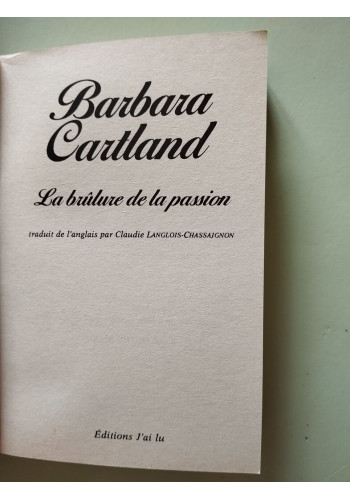 Barbara
Cartland
La brûlure de la passion
traduit de l'anglais par Claudie LANGLOIS-CHASSAIGNON
Éditions J'ai lu